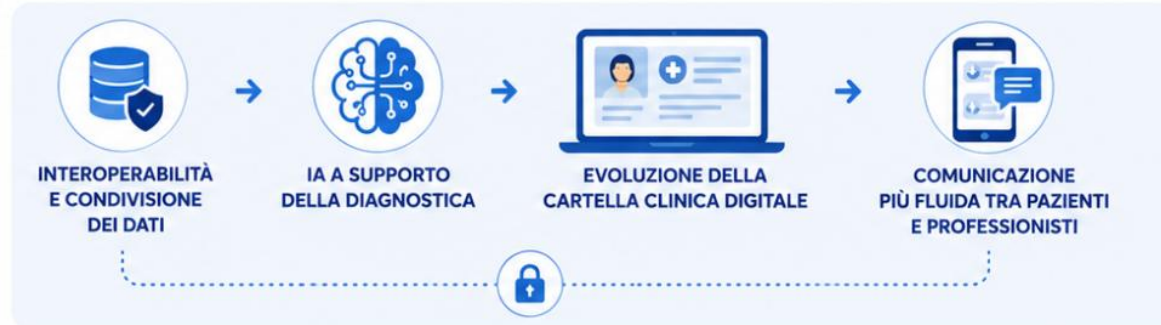 INTEROPERABILITÀ
E CONDIVISIONE
DEI DATI
IA A SUPPORTO
DELLA DIAGNOSTICA
EVOLUZIONE DELLA
CARTELLA CLINICA DIGITALE
COMUNICAZIONE
PIÙ FLUIDA TRA PAZIENTI
E PROFESSIONISTI